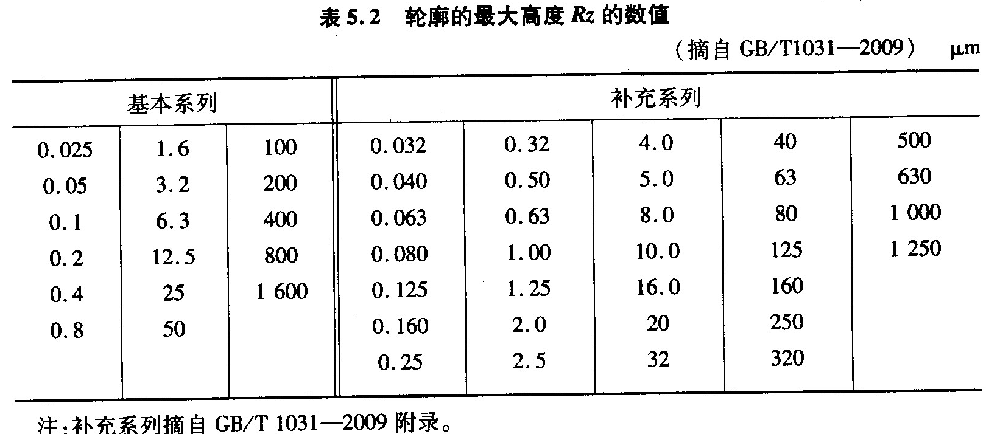 表 5.2 轮廓的最大高度 Rz 的数值
(摘自 GB/T1031—2009) μm
基本系列 补充系列
0.025 1.6 100 0.032 0.32 4.0 40 500
0.05 3.2 200 0.040 0.50 5.0 63 630
0.1 6.3 400 0.063 0.63 8.0 80 1 000
0.2 12.5 800 0.080 1.00 10.0 125 1 250
0.4 25 1 600 0.125 1.25 16.0 160
0.8 50 0.160 2.0 20 250
0.25 2.5 32 320
注:补充系列摘自 GB/T 1031—2009 附录。